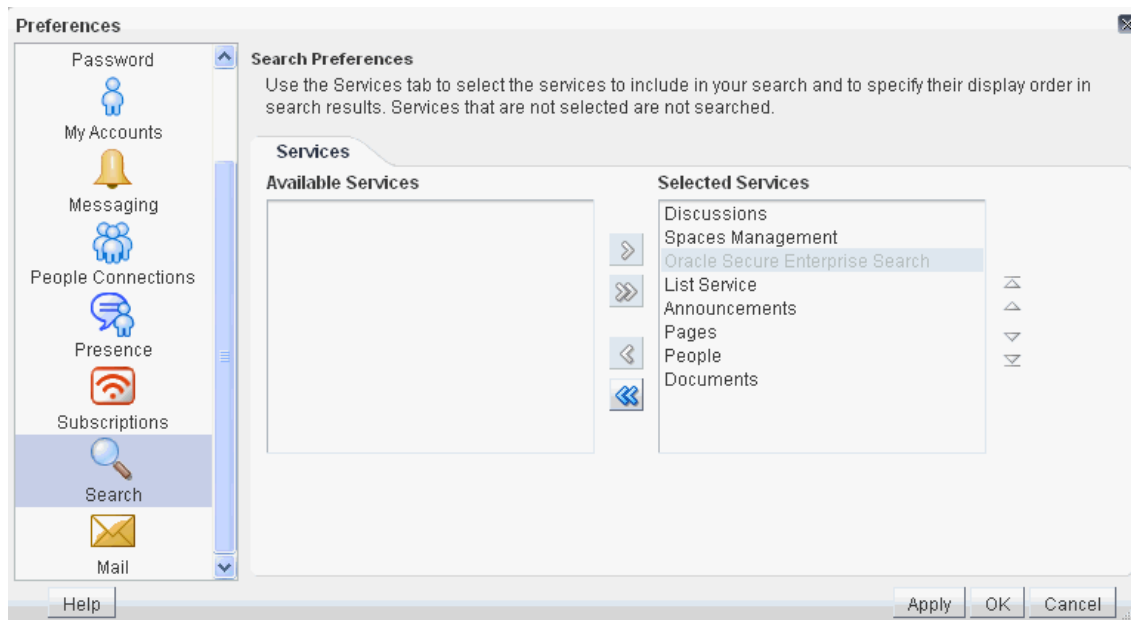 Preferences
Password
My Accounts
Messaging
People Connections
Presence
Subscriptions
Search
Mail
Search Preferences
Use the Services tab to select the services to include in your search and to specify their display order in
search results. Services that are not selected are not searched.
Services
Available Services
Selected Services
Discussions
Spaces Management
Oracle Secure Enterprise Search
List Service
Announcements
Pages
People
Documents
Help
Apply
OK
Cancel